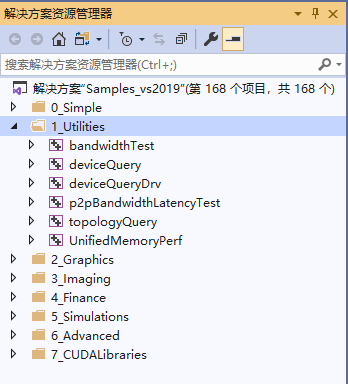 解决方案资源管理器
搜索解决方案资源管理器(Ctrl+;)
解决方案"Samples_vs2019"(第 168 个项目，共 168 个)
0_Simple
1_Utilities
bandwidthTest
deviceQuery
deviceQueryDrv
p2pBandwidthLatencyTest
topologyQuery
UnifiedMemoryPerf
2_Graphics
3_Imaging
4_Finance
5_Simulations
6_Advanced
7_CUDALibraries